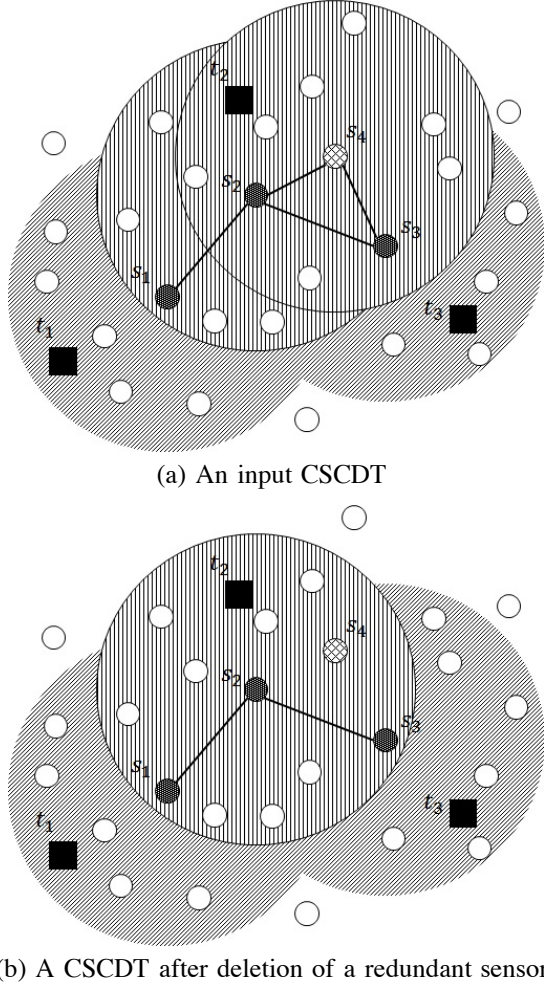 t2
s4
s2
s3
s1
t3
t1
(a) An input CSCDT
t2
s4
s2
s3
s1
t3
t1
(b) A CSCDT after deletion of a redundant sensor